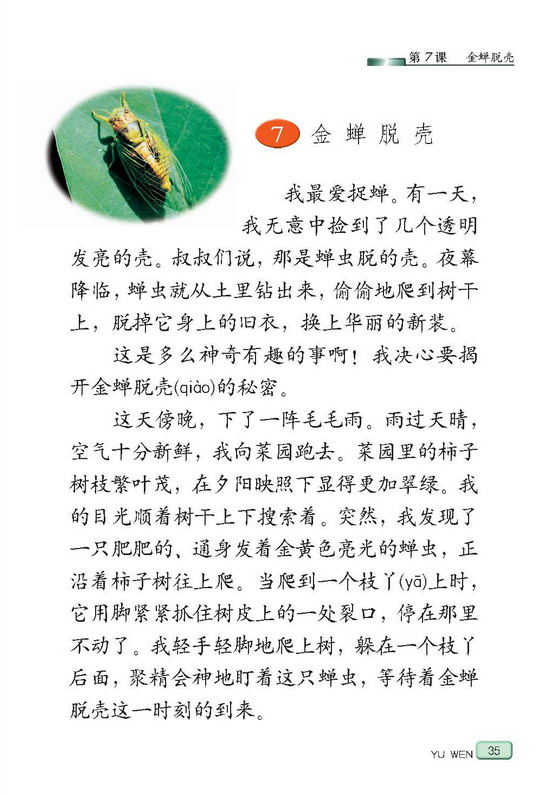 第7课 金蝉脱壳
7 金蝉脱壳
我最爱捉蝉。有一天，
我无意中捡到了几个透明
发亮的壳。叔叔们说，那是蝉虫脱的壳。夜幕
降临，蝉虫就从土里钻出来，偷偷地爬到树干
上，脱掉它身上的旧衣，换上华丽的新装。
这是多么神奇有趣的事啊！我决心要揭
开金蝉脱壳(qiào)的秘密。
这天傍晚，下了一阵毛毛雨。雨过天晴，
空气十分新鲜，我向菜园跑去。菜园里的柿子
树枝繁叶茂，在夕阳映照下显得更加翠绿。我
的目光顺着树干上下搜索着。突然，我发现了
一只肥肥的、通身发着金黄色亮光的蝉虫，正
沿着柿子树往上爬。当爬到一个枝丫(yā)上时，
它用脚紧紧抓住树皮上的一处裂口，停在那里
不动了。我轻手轻脚地爬上树，躲在一个枝丫
后面，聚精会神地盯着这只蝉虫，等待着金蝉
脱壳这一时刻的到来。
YU WEN 35